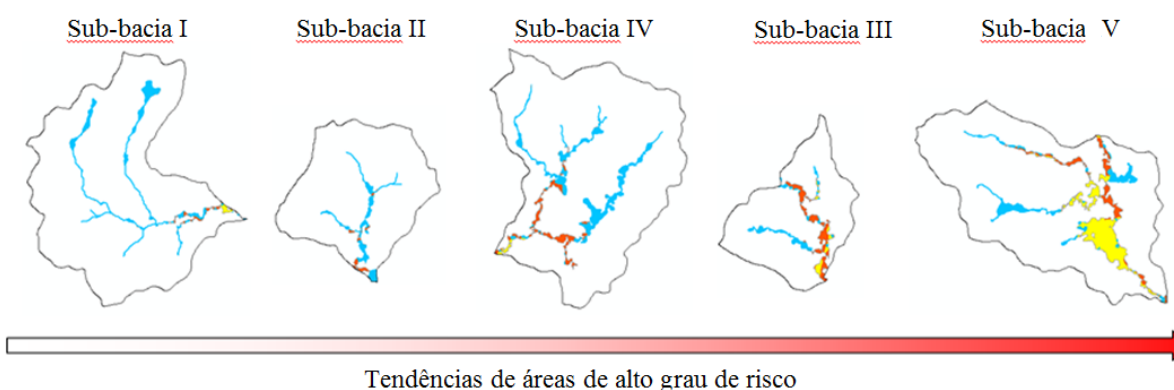 Sub-bacia I
Sub-bacia II
Sub-bacia IV
Sub-bacia III
Sub-bacia V
Tendências de áreas de alto grau de risco